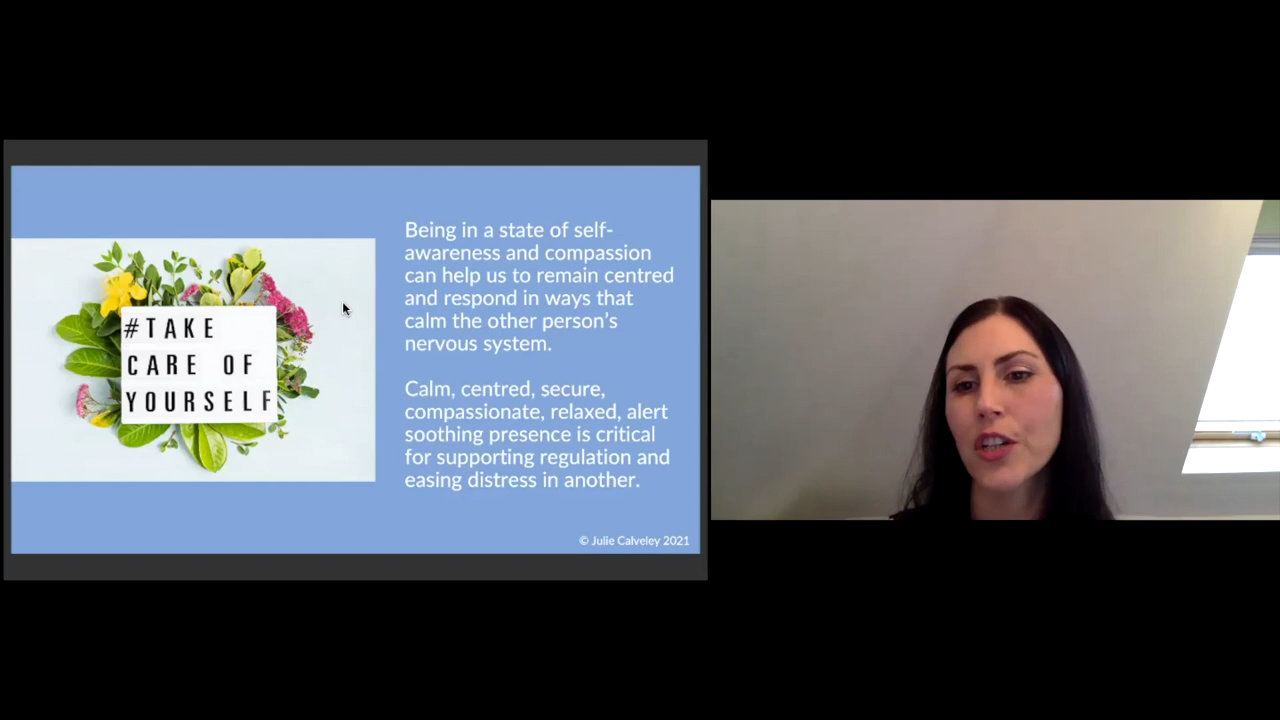 #TAKE
CARE OF
YOURSELF
Being in a state of self-
awareness and compassion
can help us to remain centred
and respond in ways that
calm the other person's
nervous system.
Calm, centred, secure,
compassionate, relaxed, alert
soothing presence is critical
for supporting regulation and
easing distress in another.
© Julie Calveley 2021